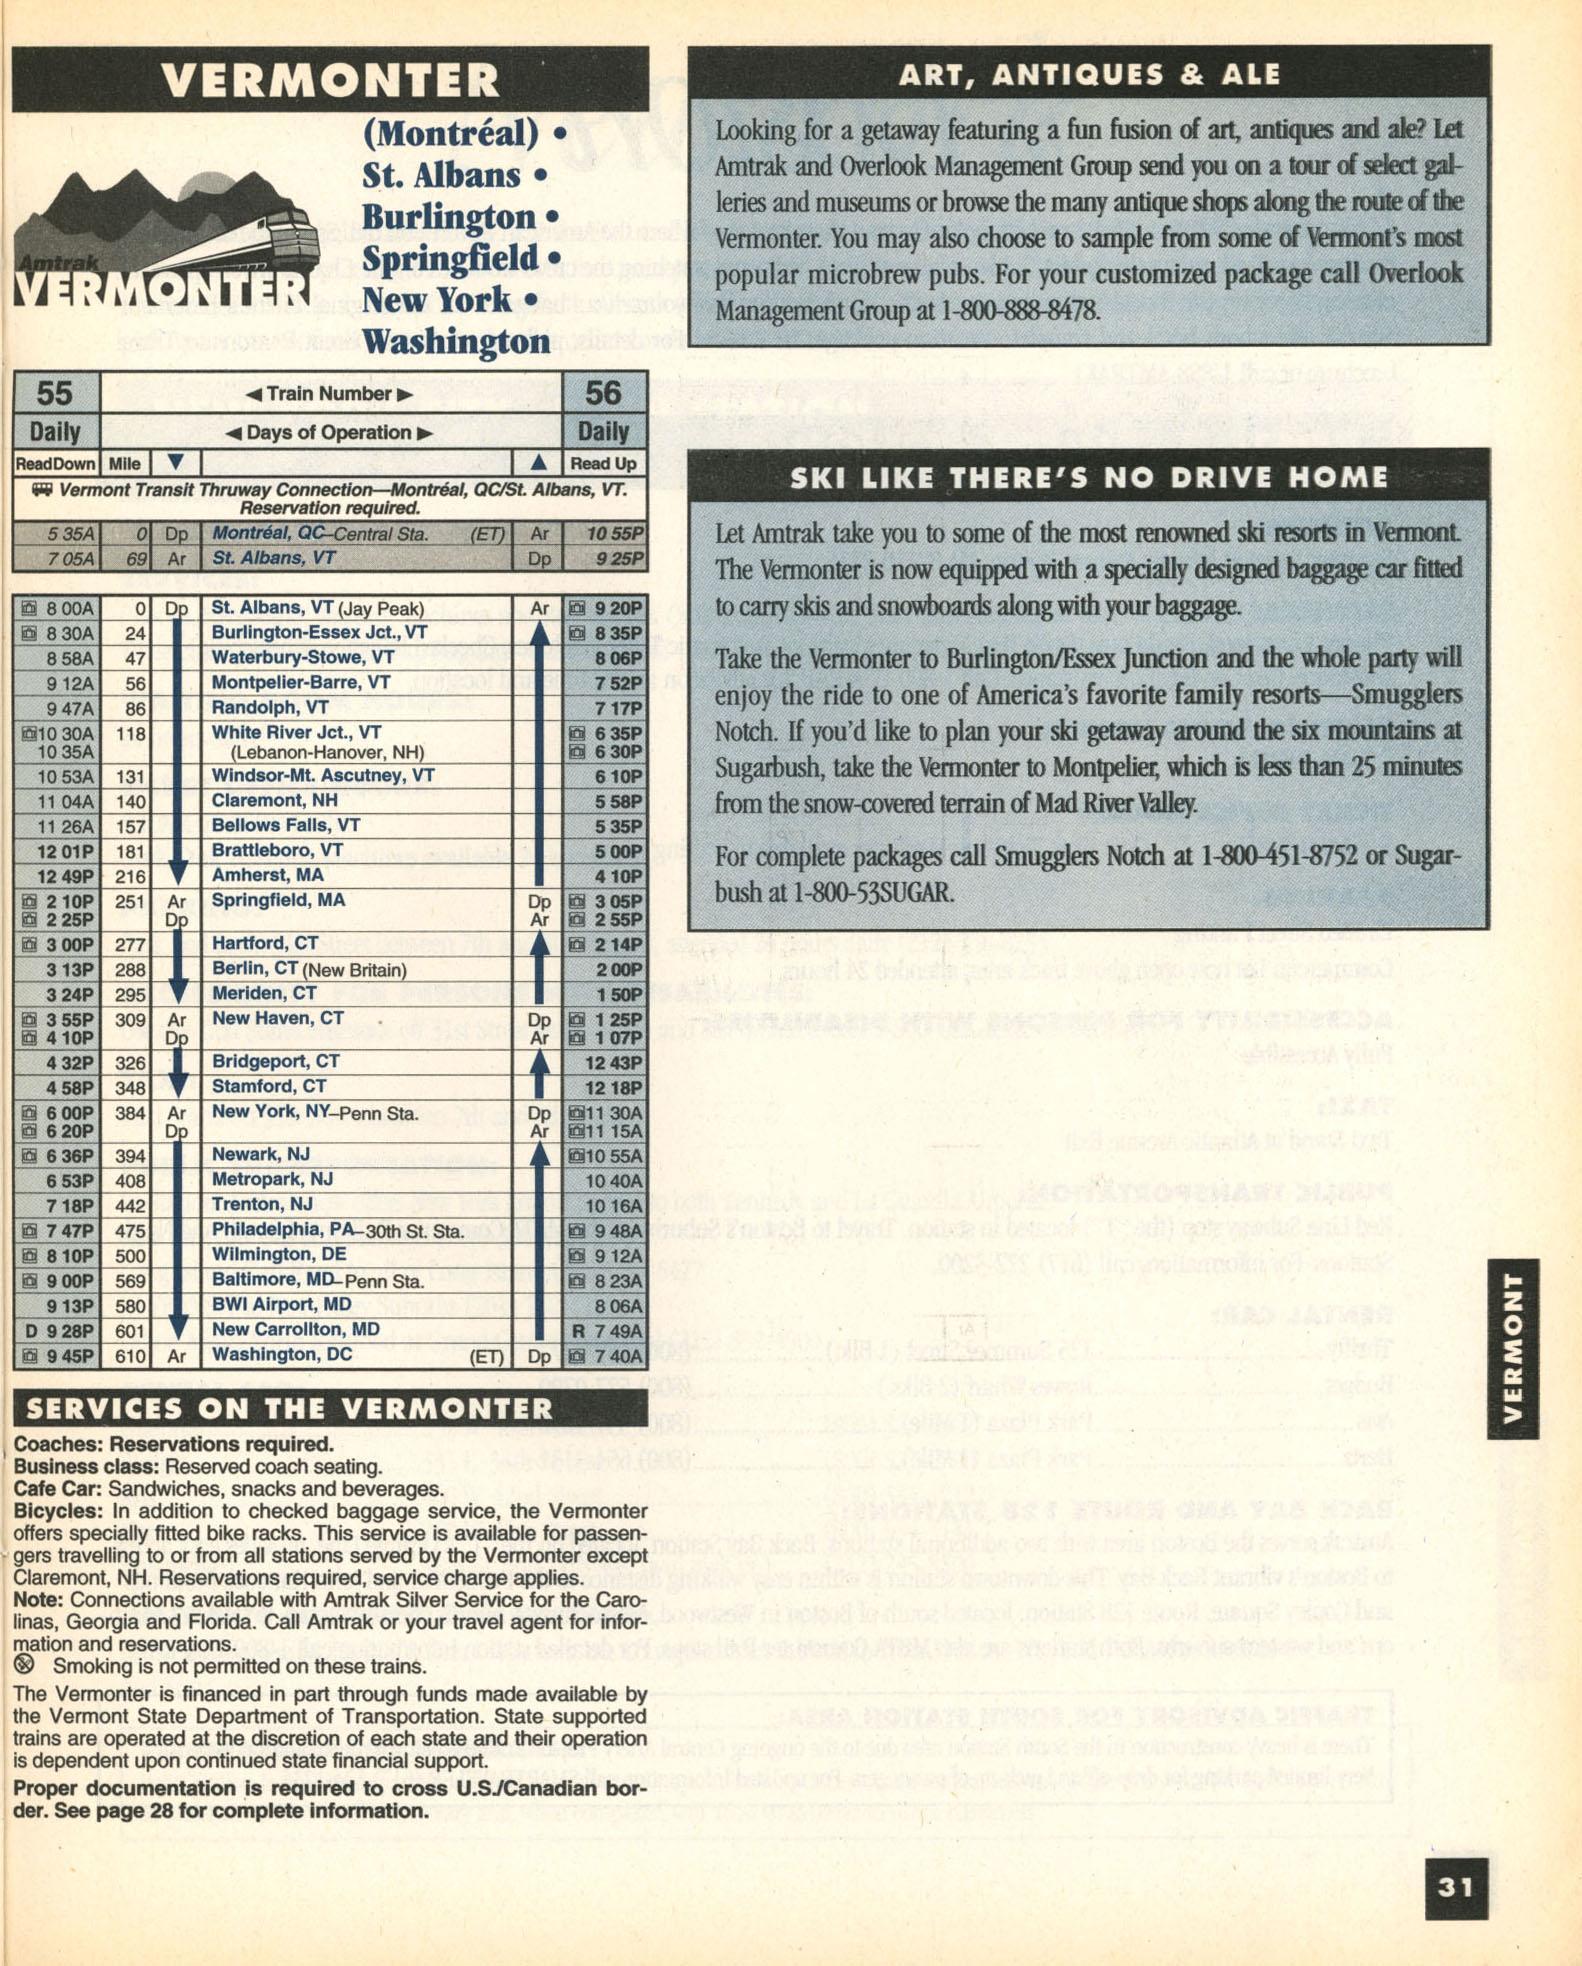 VERMONTER
Amtrak
VERMONTER
(Montréal) •
St. Albans •
Burlington •
Springfield •
New York •
Washington
55 ◄ Train Number ► 56
Daily ◄ Days of Operation ► Daily
Read Down Mile ▼ ▲ Read Up
Vermont Transit Thruway Connection—Montréal, QC/St. Albans, VT.
Reservation required.
5 35A 0 Dp Montréal, QC–Central Sta. (ET) Ar 10 55P
7 05A 69 Ar St. Albans, VT Dp 9 25P
8 00A 0 Dp St. Albans, VT (Jay Peak) Ar 9 20P
8 30A 24 Burlington-Essex Jct., VT 8 35P
8 58A 47 Waterbury-Stowe, VT 8 06P
9 12A 56 Montpelier-Barre, VT 7 52P
9 47A 86 Randolph, VT 7 17P
10 30A 118 White River Jct., VT 6 35P
10 35A (Lebanon-Hanover, NH) 6 30P
10 53A 131 Windsor-Mt. Ascutney, VT 6 10P
11 04A 140 Claremont, NH 5 58P
11 26A 157 Bellows Falls, VT 5 35P
12 01P 181 Brattleboro, VT 5 00P
12 49P 216 Amherst, MA 4 10P
2 10P 251 Ar Springfield, MA Dp 3 05P
2 25P Dp Ar 2 55P
3 00P 277 Hartford, CT 2 14P
3 13P 288 Berlin, CT (New Britain) 2 00P
3 24P 295 Meriden, CT 1 50P
3 55P 309 Ar New Haven, CT Dp 1 25P
4 10P Dp Ar 1 07P
4 32P 326 Bridgeport, CT 12 43P
4 58P 348 Stamford, CT 12 18P
6 00P 384 Ar New York, NY–Penn Sta. Dp 11 30A
6 20P Dp Ar 11 15A
6 36P 394 Newark, NJ 10 55A
6 53P 408 Metropark, NJ 10 40A
7 18P 442 Trenton, NJ 10 16A
7 47P 475 Philadelphia, PA–30th St. Sta. 9 48A
8 10P 500 Wilmington, DE 9 12A
9 00P 569 Baltimore, MD–Penn Sta. 8 23A
9 13P 580 BWI Airport, MD 8 06A
D 9 28P 601 New Carrollton, MD R 7 49A
9 45P 610 Ar Washington, DC (ET) Dp 7 40A
SERVICES ON THE VERMONTER
Coaches: Reservations required.
Business class: Reserved coach seating.
Cafe Car: Sandwiches, snacks and beverages.
Bicycles: In addition to checked baggage service, the Vermonter
offers specially fitted bike racks. This service is available for passen-
gers travelling to or from all stations served by the Vermonter except
Claremont, NH. Reservations required, service charge applies.
Note: Connections available with Amtrak Silver Service for the Caro-
linas, Georgia and Florida. Call Amtrak or your travel agent for infor-
mation and reservations.
Smoking is not permitted on these trains.
The Vermonter is financed in part through funds made available by
the Vermont State Department of Transportation. State supported
trains are operated at the discretion of each state and their operation
is dependent upon continued state financial support.
Proper documentation is required to cross U.S./Canadian bor-
der. See page 28 for complete information.
ART, ANTIQUES & ALE
Looking for a getaway featuring a fun fusion of art, antiques and ale? Let
Amtrak and Overlook Management Group send you on a tour of select gal-
leries and museums or browse the many antique shops along the route of the
Vermonter. You may also choose to sample from some of Vermont's most
popular microbrew pubs. For your customized package call Overlook
Management Group at 1-800-888-8478.
SKI LIKE THERE'S NO DRIVE HOME
Let Amtrak take you to some of the most renowned ski resorts in Vermont.
The Vermonter is now equipped with a specially designed baggage car fitted
to carry skis and snowboards along with your baggage.
Take the Vermonter to Burlington/Essex Junction and the whole party will
enjoy the ride to one of America's favorite family resorts—Smugglers
Notch. If you'd like to plan your ski getaway around the six mountains at
Sugarbush, take the Vermonter to Montpelier, which is less than 25 minutes
from the snow-covered terrain of Mad River Valley.
For complete packages call Smugglers Notch at 1-800-451-8752 or Sugar-
bush at 1-800-53SUGAR.
VERMONT
31